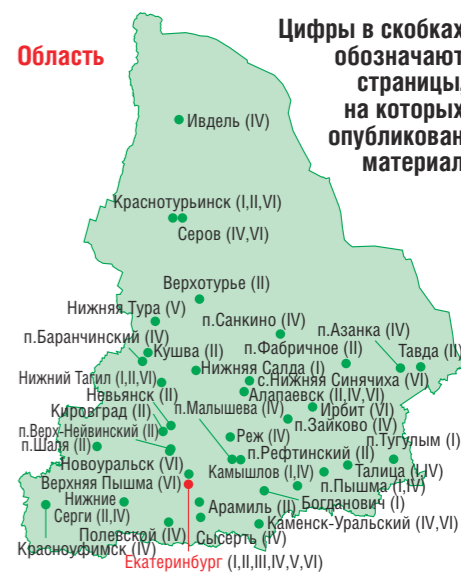 Область
Цифры в скобках
обозначают
страницы,
на которых
опубликован
материал
Ивдель (IV)
Краснотурьинск (I,II,VI)
Серов (IV,VI)
Верхотурье (II)
Нижняя Тура (V)
п.Санкино (IV)
п.Баранчинский (IV)
п.Азанка (IV)
Кушва (II)
п.Фабричное (II)
Тавда (II)
Нижняя Салда (I)
Нижний Тагил (I,II,VI)
с.Нижняя Синячиха (VI)
Невьянск (II)
Алапаевск (II,IV,VI)
Кировград (II)
п.Малышева (IV)
Ирбит (VI)
п.Верх-Нейвинский (II)
п.Зайково (IV)
п.Шаля (II)
Реж (IV)
п.Тугулым (I)
п.Рефтинский (II)
Новоуральск (VI)
Камышлов (I,IV)
Талица (I,IV)
Верхняя Пышма (VI)
п.Пышма (I,IV)
Нижние
Серги (II,IV)
Арамиль (II)
Богданович (I)
Каменск-Уральский (IV,VI)
Полевской (IV)
Сысерть (IV)
Красноуфимск (IV)
Екатеринбург (I,II,III,IV,V,VI)